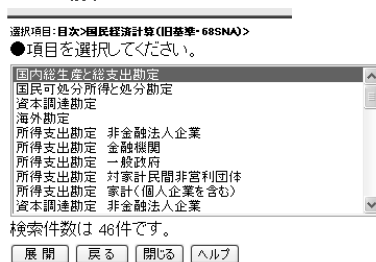 選択項目:目次>国民経済計算(旧基準・68SNA)>
●項目を選択してください。
国内総生産と総支出勘定
国民可処分所得と処分勘定
資本調達勘定
海外勘定
所得支出勘定 非金融法人企業
所得支出勘定 金融機関
所得支出勘定 一般政府
所得支出勘定 対家計民間非営利団体
所得支出勘定 家計(個人企業を含む)
資本調達勘定 非金融法人企業
検索件数は 46件です。
展 開 戻 る 閉じる ヘルプ